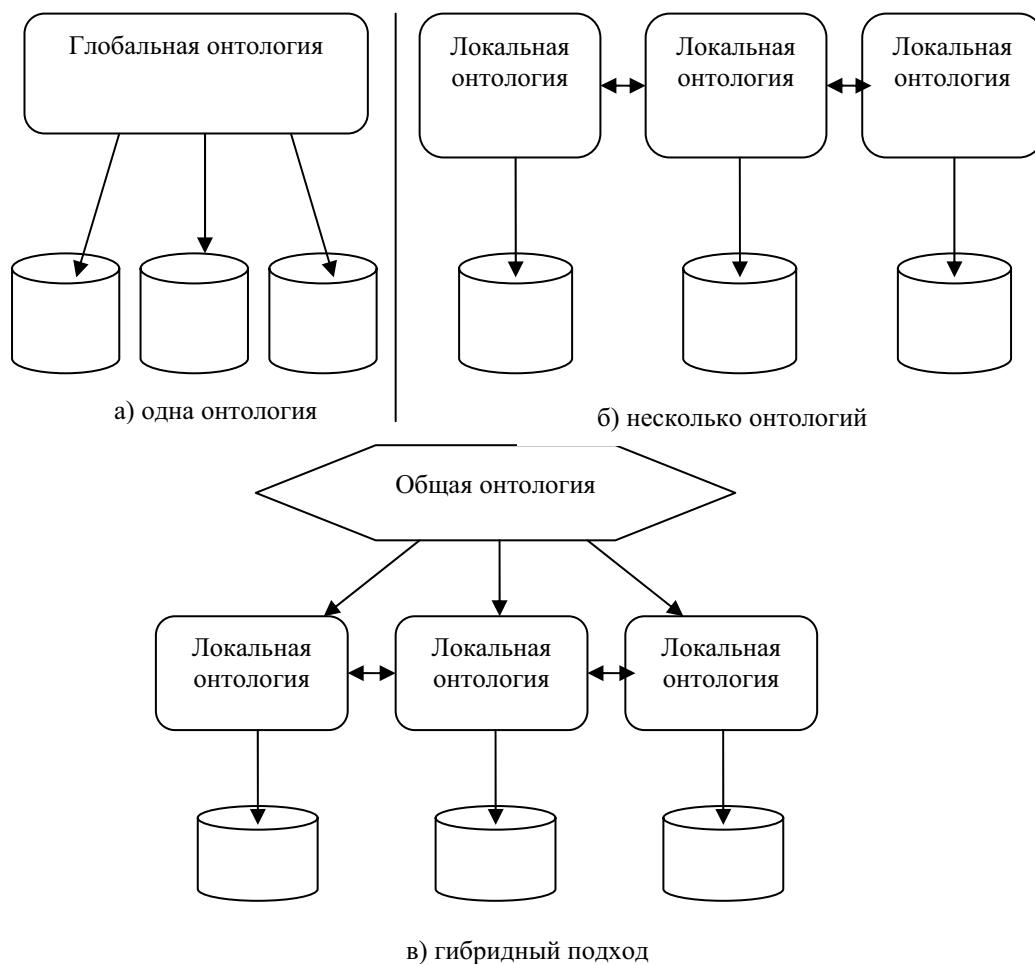 Глобальная онтология
Локальная
онтология
Локальная
онтология
Локальная
онтология
а) одна онтология
б) несколько онтологий
Общая онтология
Локальная
онтология
Локальная
онтология
Локальная
онтология
в) гибридный подход